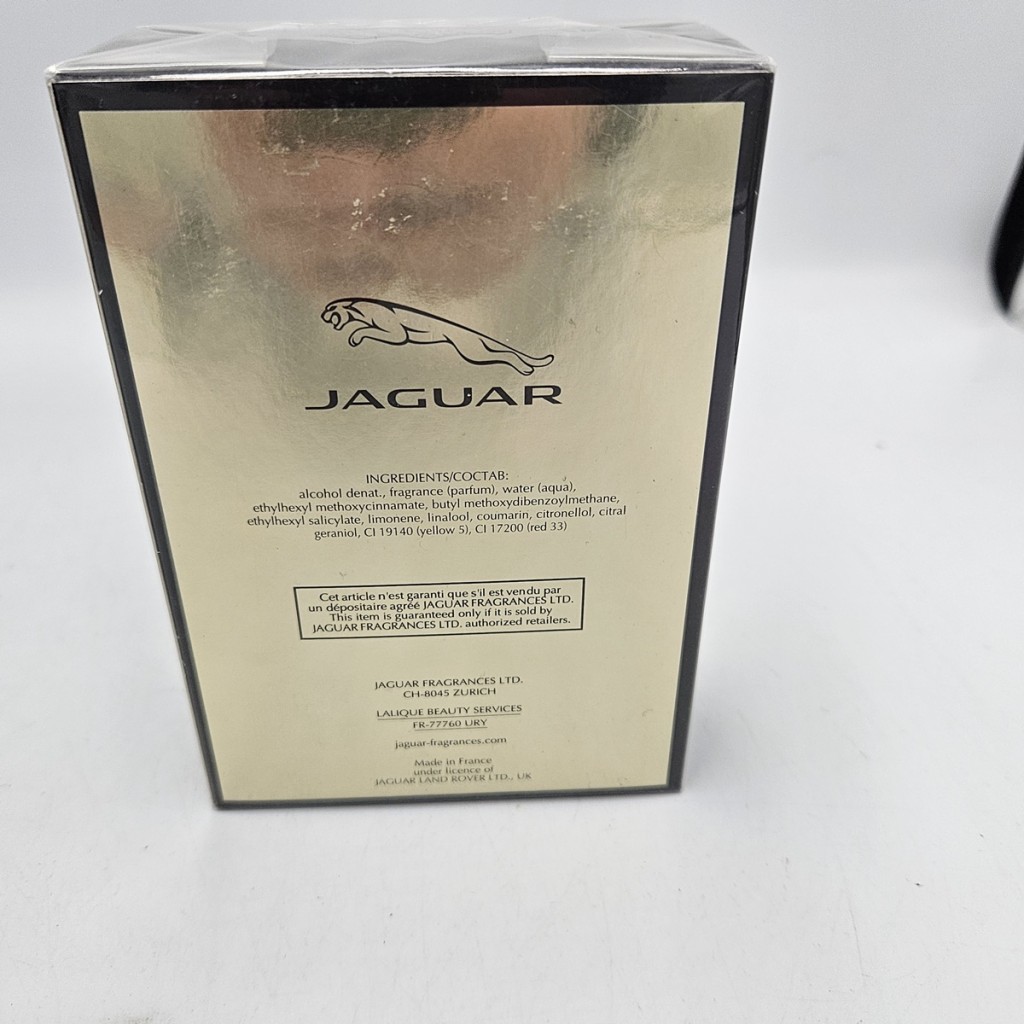 JAGUAR
INGREDIENTS/СОСТАВ:
alcohol denat., fragrance (parfum), water (aqua),
ethylhexyl methoxycinnamate, butyl methoxydibenzoylmethane,
ethylhexyl salicylate, limonene, linalool, coumarin, citronellol, citral
geraniol, CI 19140 (yellow 5), CI 17200 (red 33)
Cet article n'est garanti que s'il est vendu par
un dépositaire agréé JAGUAR FRAGRANCES LTD.
This item is guaranteed only if it is sold by
JAGUAR FRAGRANCES LTD. authorized retailers.
JAGUAR FRAGRANCES LTD.
CH-8045 ZURICH
LALIQUE BEAUTY SERVICES
FR-77760 URY
jaguar-fragrances.com
Made in France
under licence of
JAGUAR LAND ROVER LTD., UK